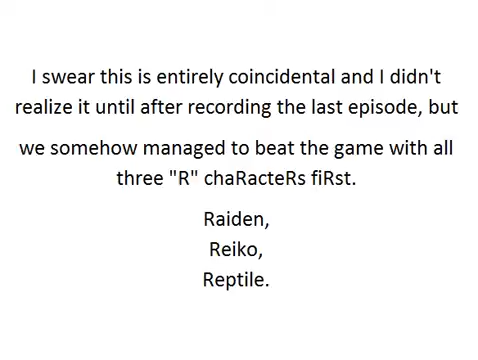 I swear this is entirely coincidental and I didn't
realize it until after recording the last episode, but
we somehow managed to beat the game with all
three "R" chaRacteRs fiRst.
Raiden,
Reiko,
Reptile.